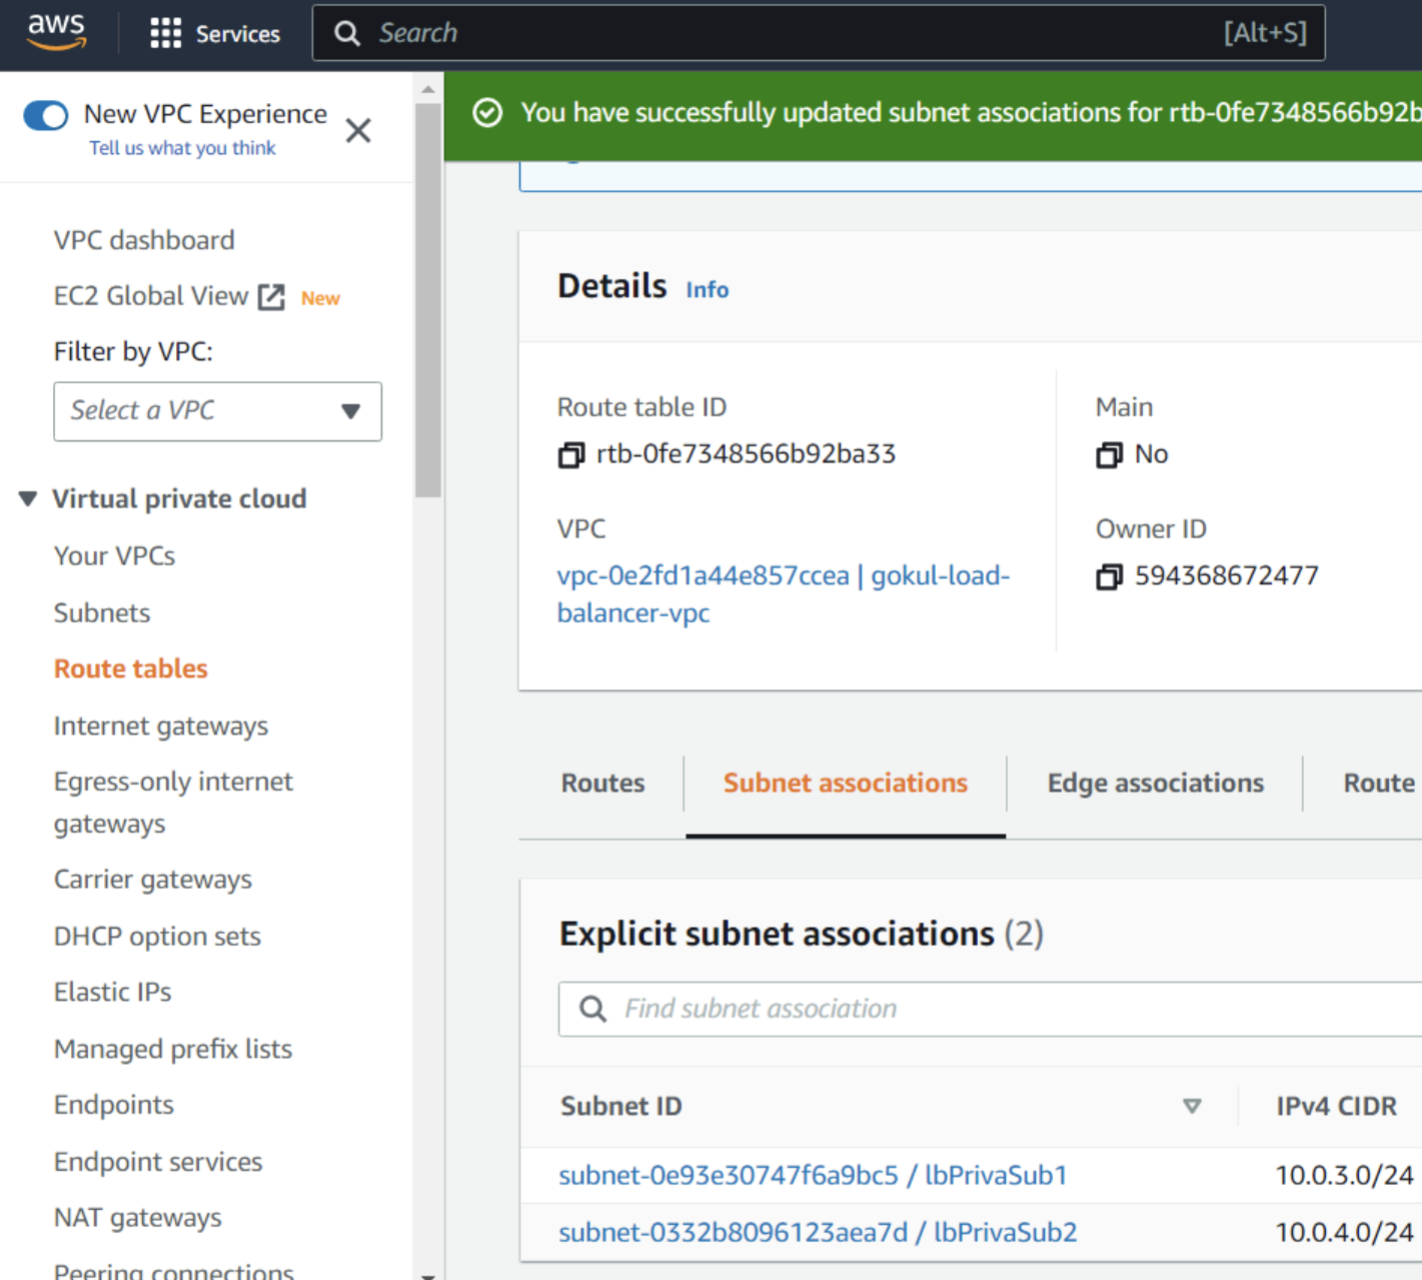 aws
Services
Search
[Alt+S]
New VPC Experience
Tell us what you think
You have successfully updated subnet associations for rtb-0fe7348566b92b
VPC dashboard
EC2 Global View New
Filter by VPC:
Select a VPC
Virtual private cloud
Your VPCs
Subnets
Route tables
Internet gateways
Egress-only internet
gateways
Carrier gateways
DHCP option sets
Elastic IPs
Managed prefix lists
Endpoints
Endpoint services
NAT gateways
Peering connections
Details Info
Route table ID
rtb-0fe7348566b92ba33
Main
No
VPC
vpc-0e2fd1a44e857ccea | gokul-load-
balancer-vpc
Owner ID
594368672477
Routes
Subnet associations
Edge associations
Route
Explicit subnet associations (2)
Find subnet association
Subnet ID
IPv4 CIDR
subnet-0e93e30747f6a9bc5 / lbPrivaSub1
10.0.3.0/24
subnet-0332b8096123aea7d / lbPrivaSub2
10.0.4.0/24